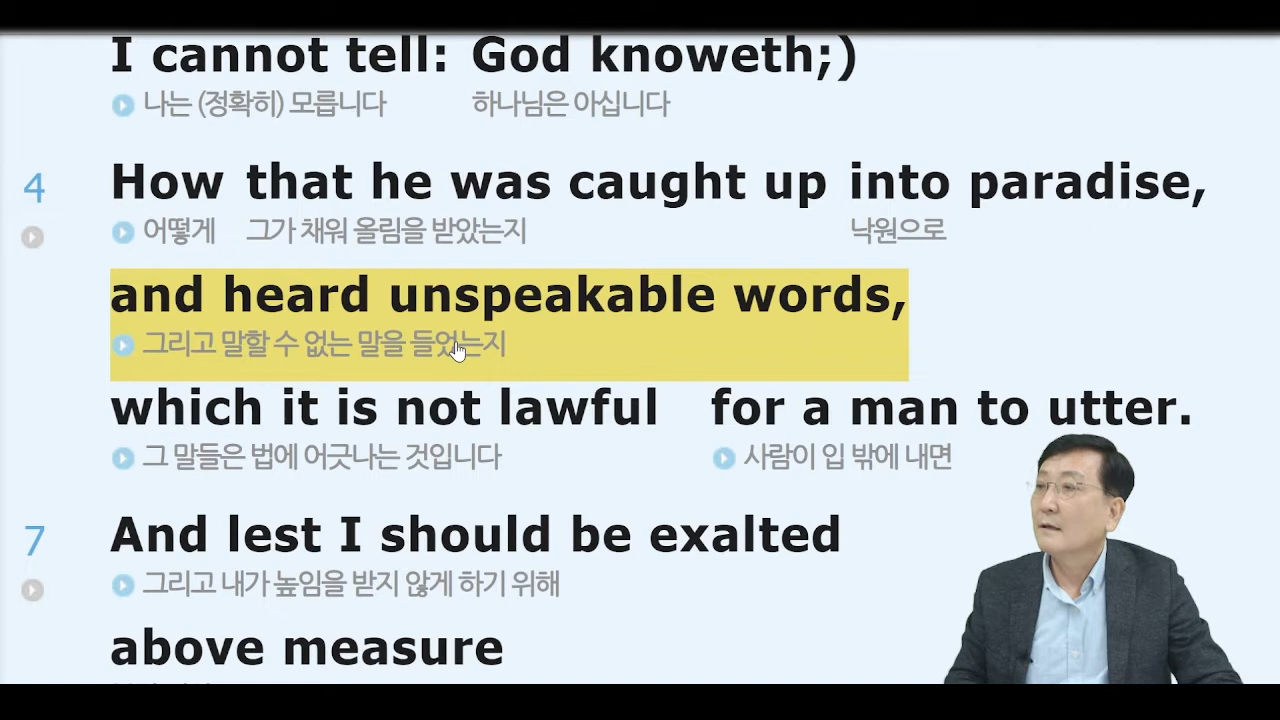 I cannot tell: God knoweth;)
나는 (정확히) 모릅니다 하나님은 아십니다
4 How that he was caught up into paradise,
어떻게 그가 채워 올림을 받았는지 낙원으로
and heard unspeakable words,
그리고 말할 수 없는 말을 들었는지
which it is not lawful for a man to utter.
그 말들은 법에 어긋나는 것입니다 사람이 입 밖에 내면
7 And lest I should be exalted
그리고 내가 높임을 받지 않게 하기 위해
above measure